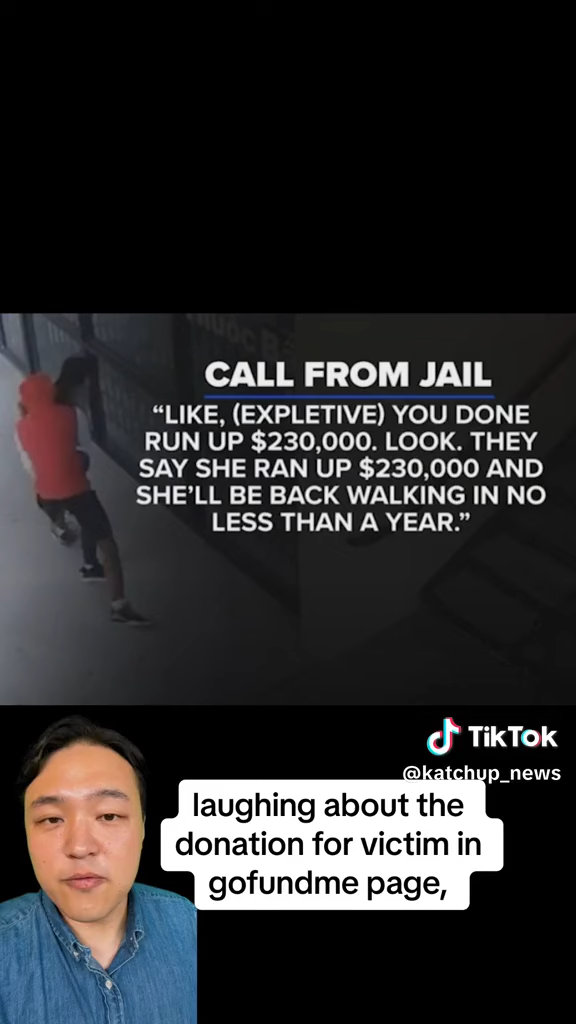 CALL FROM JAIL
“LIKE, (EXPLETIVE) YOU DONE
RUN UP $230,000. LOOK. THEY
SAY SHE RAN UP $230,000 AND
SHE’LL BE BACK WALKING IN NO
LESS THAN A YEAR.”
TikTok
@katchup_news
laughing about the
donation for victim in
gofundme page,